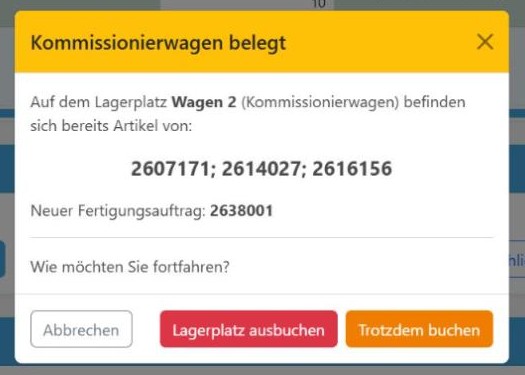 10
Kommissionierwagen belegt
Auf dem Lagerplatz Wagen 2 (Kommissionierwagen) befinden
sich bereits Artikel von:
2607171; 2614027; 2616156
Neuer Fertigungsauftrag: 2638001
Wie möchten Sie fortfahren?
Abbrechen
Lagerplatz ausbuchen
Trotzdem buchen